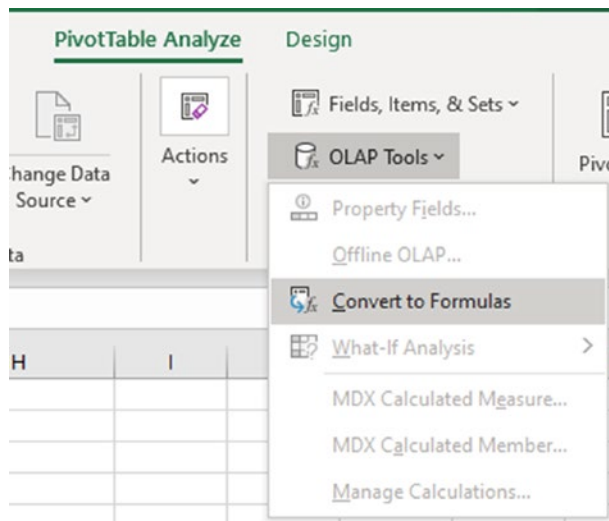 PivotTable Analyze
Design
Fields, Items, & Sets
Actions
OLAP Tools
hange Data
Source
Pivo
ta
Property Fields...
Offline OLAP...
Convert to Formulas
What-If Analysis
MDX Calculated Measure...
MDX Calculated Member...
Manage Calculations...
H
I